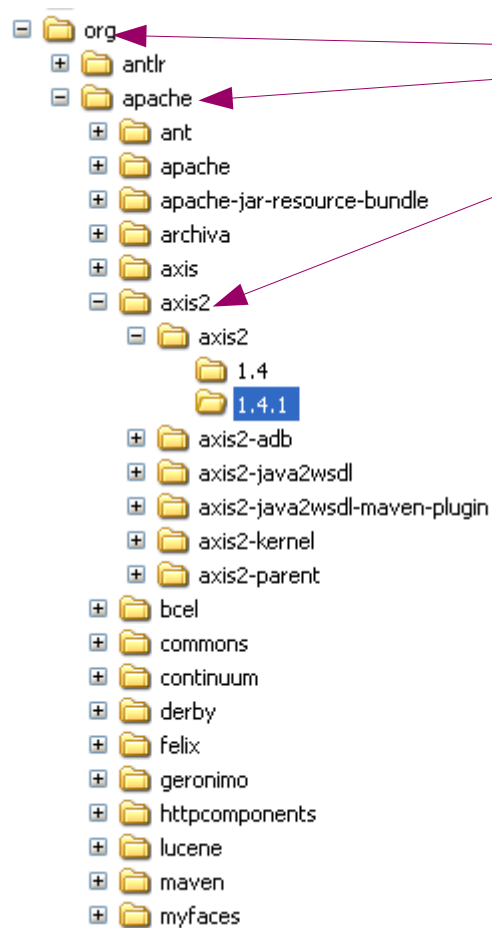 org
antlr
apache
ant
apache
apache-jar-resource-bundle
archiva
axis
axis2
axis2
1.4
1.4.1
axis2-adb
axis2-java2wsdl
axis2-java2wsdl-maven-plugin
axis2-kernel
axis2-parent
bcel
commons
continuum
derby
felix
geronimo
httpcomponents
lucene
maven
myfaces